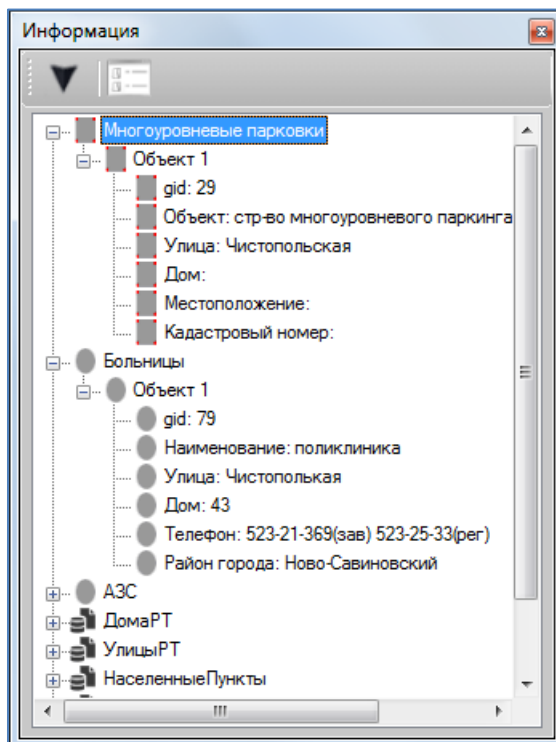 Информация
Многоуровневые парковки
Объект 1
gid: 29
Объект: стр-во многоуровневого паркинга
Улица: Чистопольская
Дом:
Местоположение:
Кадастровый номер:
Больницы
Объект 1
gid: 79
Наименование: поликлиника
Улица: Чистополькая
Дом: 43
Телефон: 523-21-369(зав) 523-25-33(рег)
Район города: Ново-Савиновский
АЗС
ДомаРТ
УлицыРТ
НаселенныеПункты